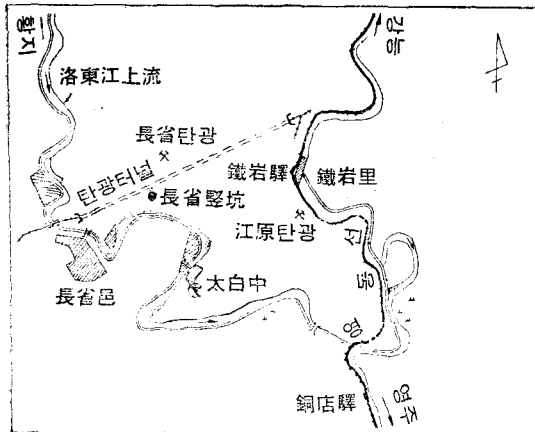 황지
강능
洛東江上流
長省탄광
탄광터널
長省竪坑
鐵岩驛
鐵岩里
江原탄광
長省邑
太白中
銅店驛
영주